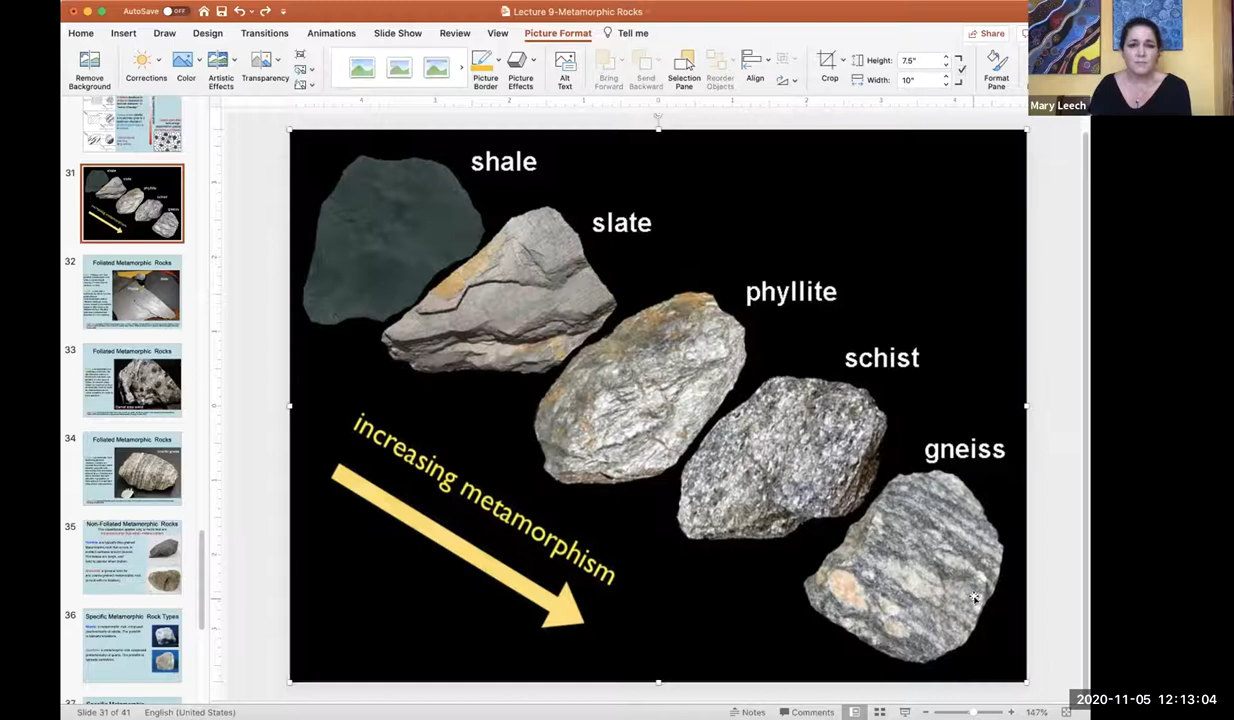 AutoSave OFF
Lecture 9-Metamorphic Rocks
Home Insert Draw Design Transitions Animations Slide Show Review View Picture Format Tell me
Share
Remove Background
Corrections
Color
Artistic Effects
Transparency
Picture Border
Picture Effects
Alt Text
Bring Forward
Send Backward
Selection Pane
Reorder Objects
Align
Crop
Height: 7.5"
Width: 10"
Format Pane
Mary Leech
31
32
Foliated Metamorphic Rocks
33
Foliated Metamorphic Rocks
34
Foliated Metamorphic Rocks
35
Non-Foliated Metamorphic Rocks
36
Specific Metamorphic Rock Types
37
shale
slate
phyllite
schist
gneiss
increasing metamorphism
2020-11-05 12:13:04
Slide 31 of 41
English (United States)
Notes
Comments
147%